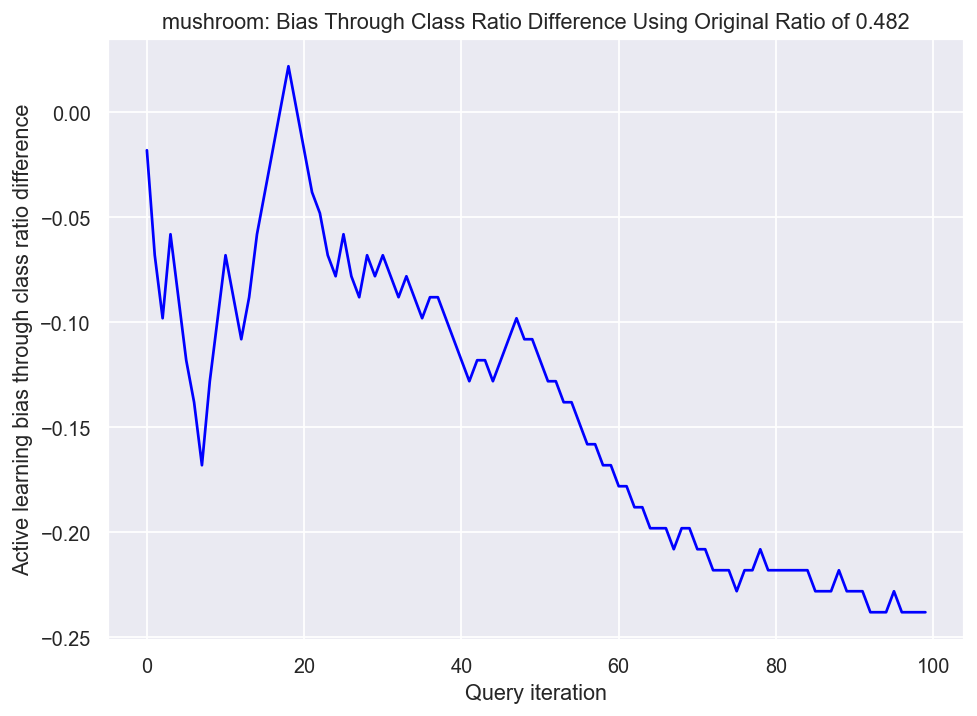 mushroom: Bias Through Class Ratio Difference Using Original Ratio of 0.482
Active learning bias through class ratio difference
0.00
−0.05
−0.10
−0.15
−0.20
−0.25
0 20 40 60 80 100
Query iteration